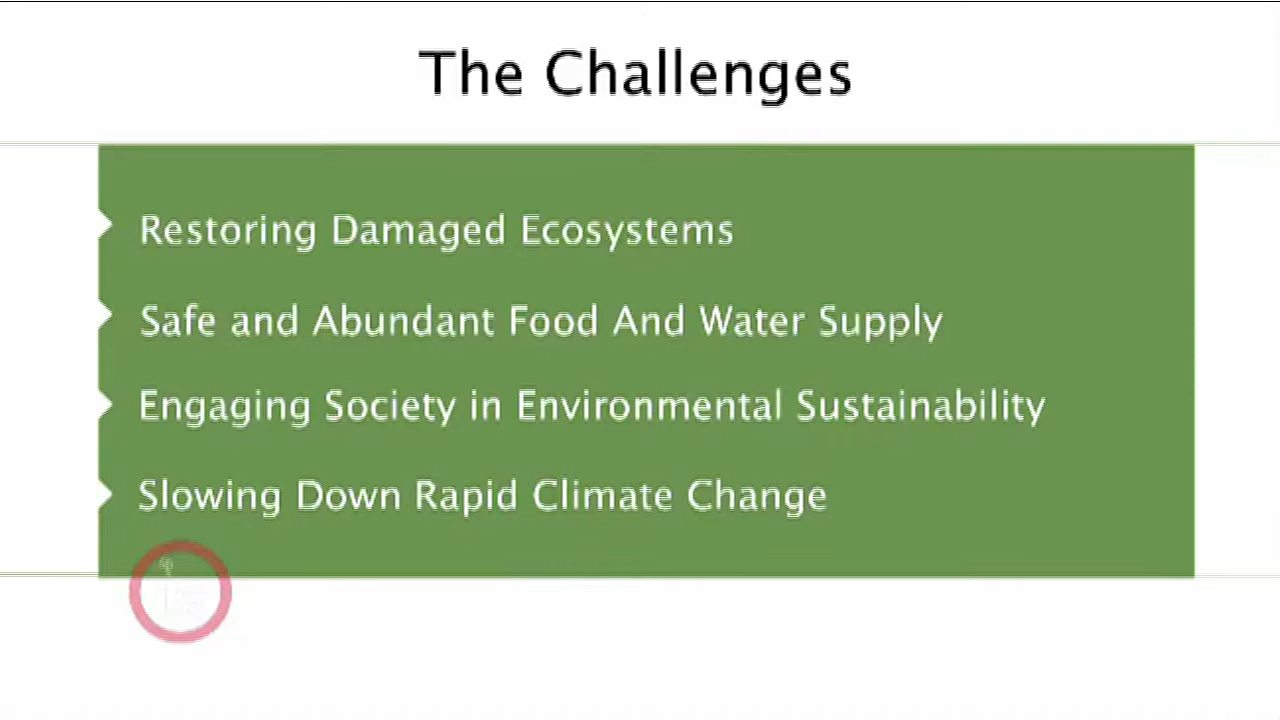 The Challenges
Restoring Damaged Ecosystems
Safe and Abundant Food And Water Supply
Engaging Society in Environmental Sustainability
Slowing Down Rapid Climate Change